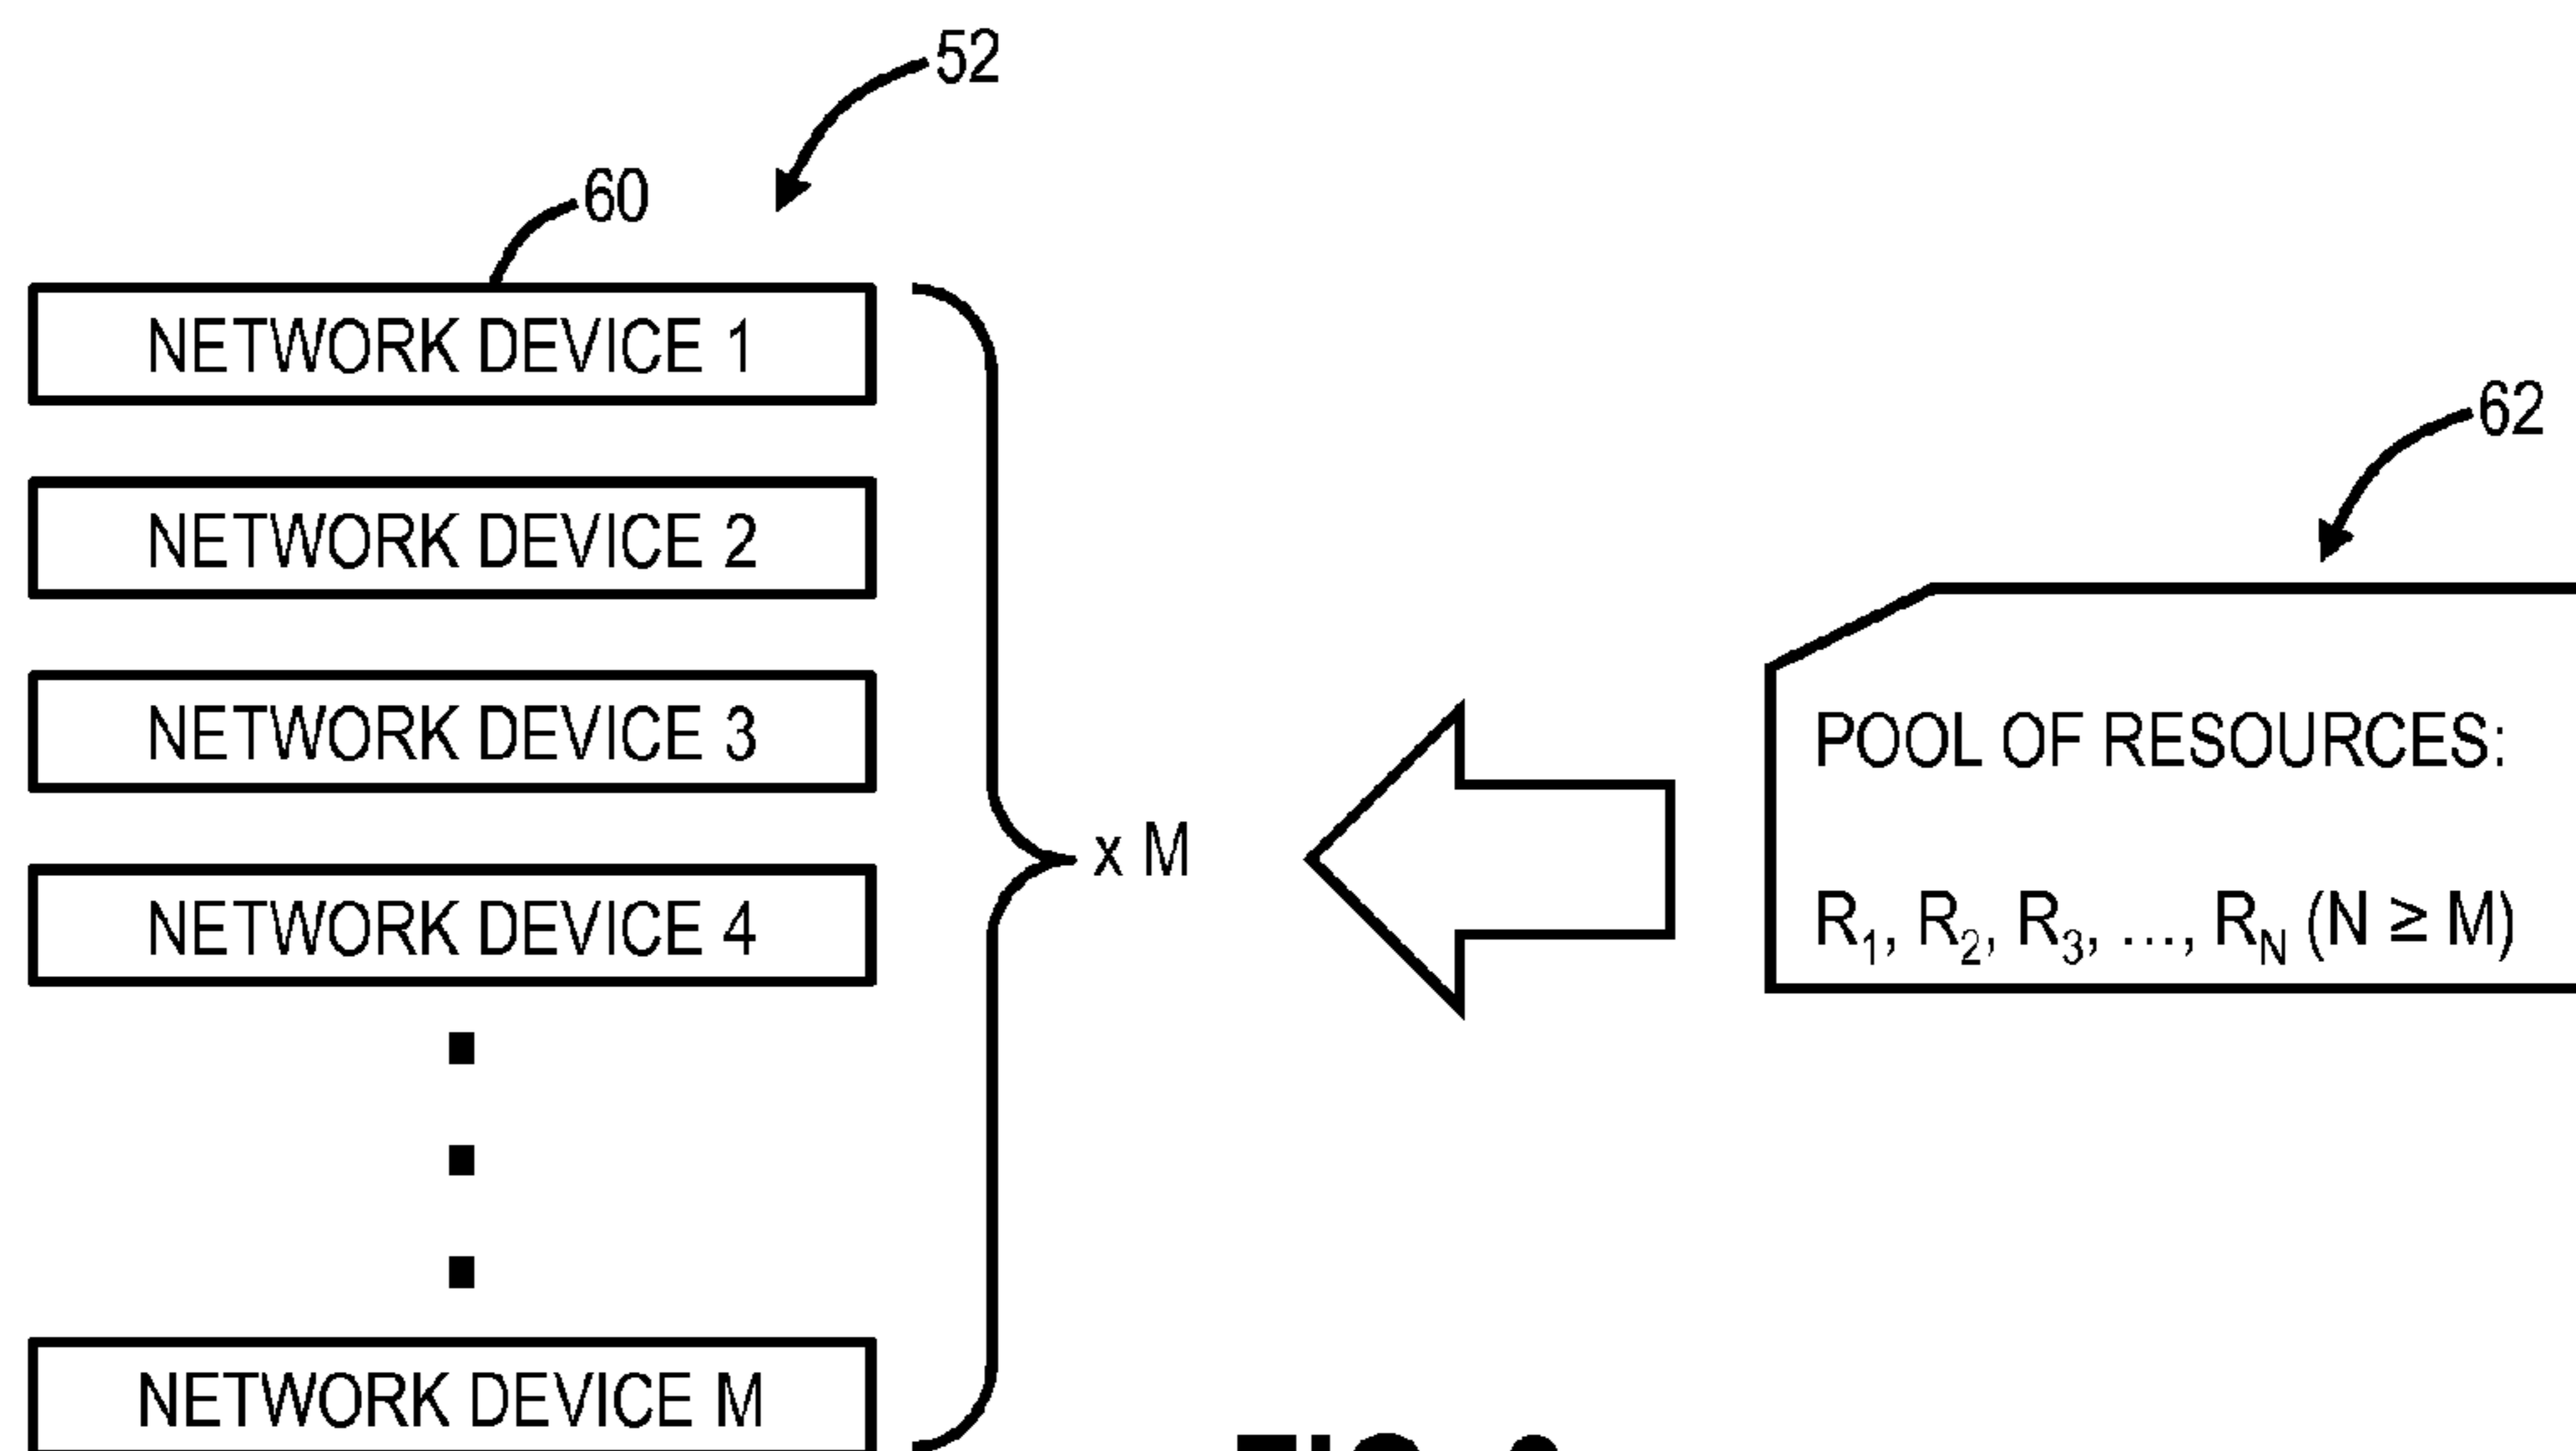 52
60
NETWORK DEVICE 1
62
NETWORK DEVICE 2
NETWORK DEVICE 3
POOL OF RESOURCES:
x M
NETWORK DEVICE 4
R₁, R₂, R₃, ..., R_N (N ≥ M)
NETWORK DEVICE M